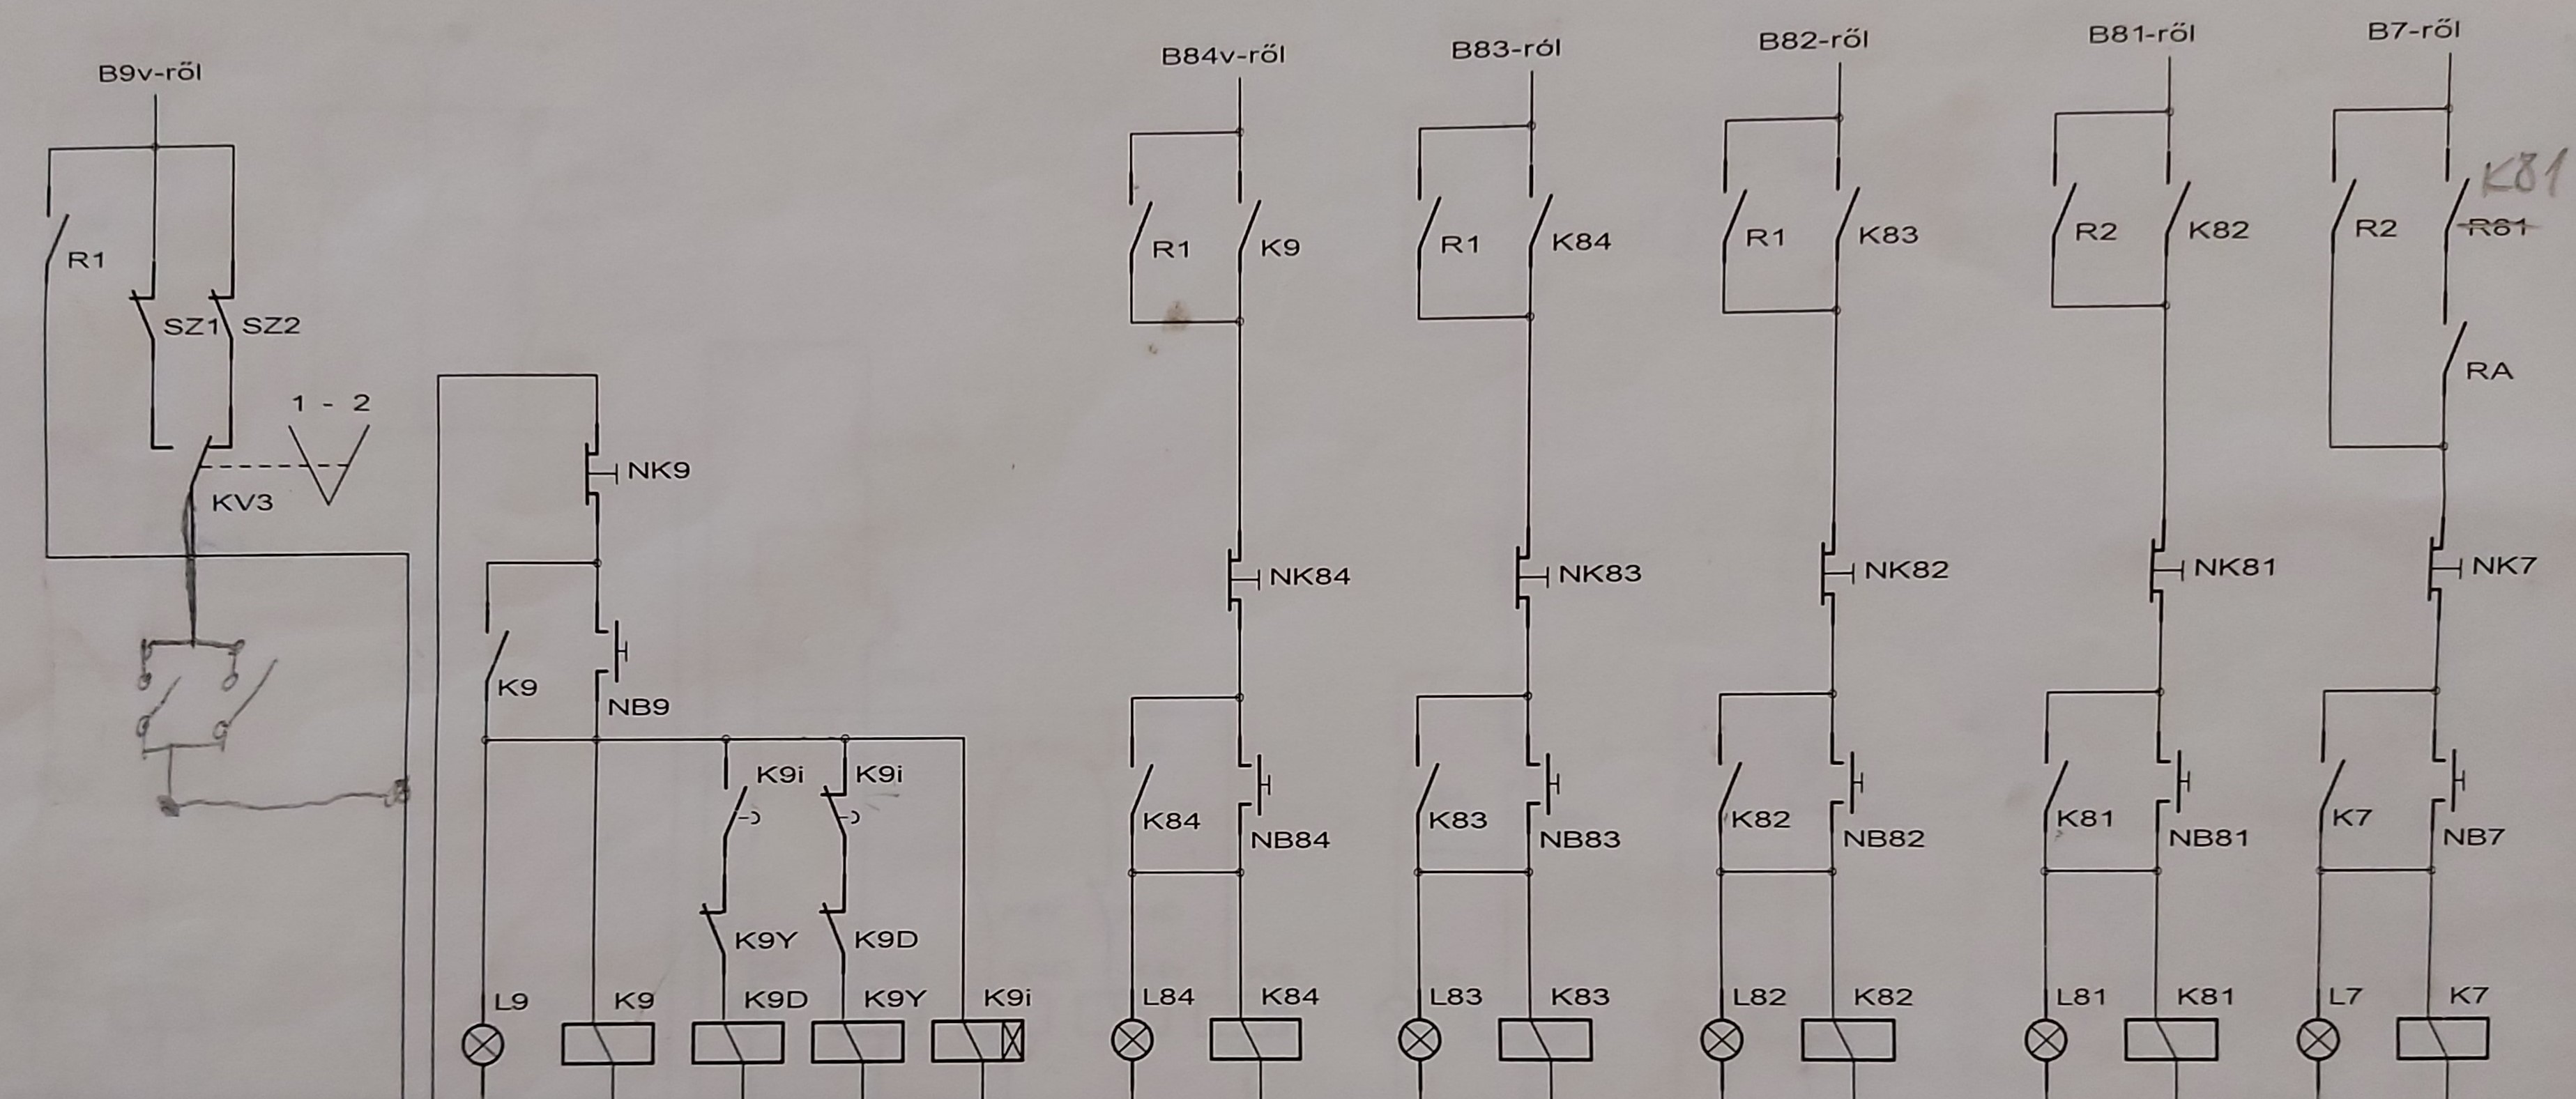 B9v-ről
B84v-ről
B83-ról
B82-ről
B81-ről
B7-ről
K81
R1
SZ1
SZ2
1 - 2
KV3
NK9
K9
NB9
K9i
K9i
K9Y
K9D
L9
K9
K9D
K9Y
K9i
R1
K9
NK84
K84
NB84
L84
K84
R1
K84
NK83
K83
NB83
L83
K83
R1
K83
NK82
K82
NB82
L82
K82
R2
K82
NK81
K81
NB81
L81
K81
R2
R81
RA
NK7
K7
NB7
L7
K7